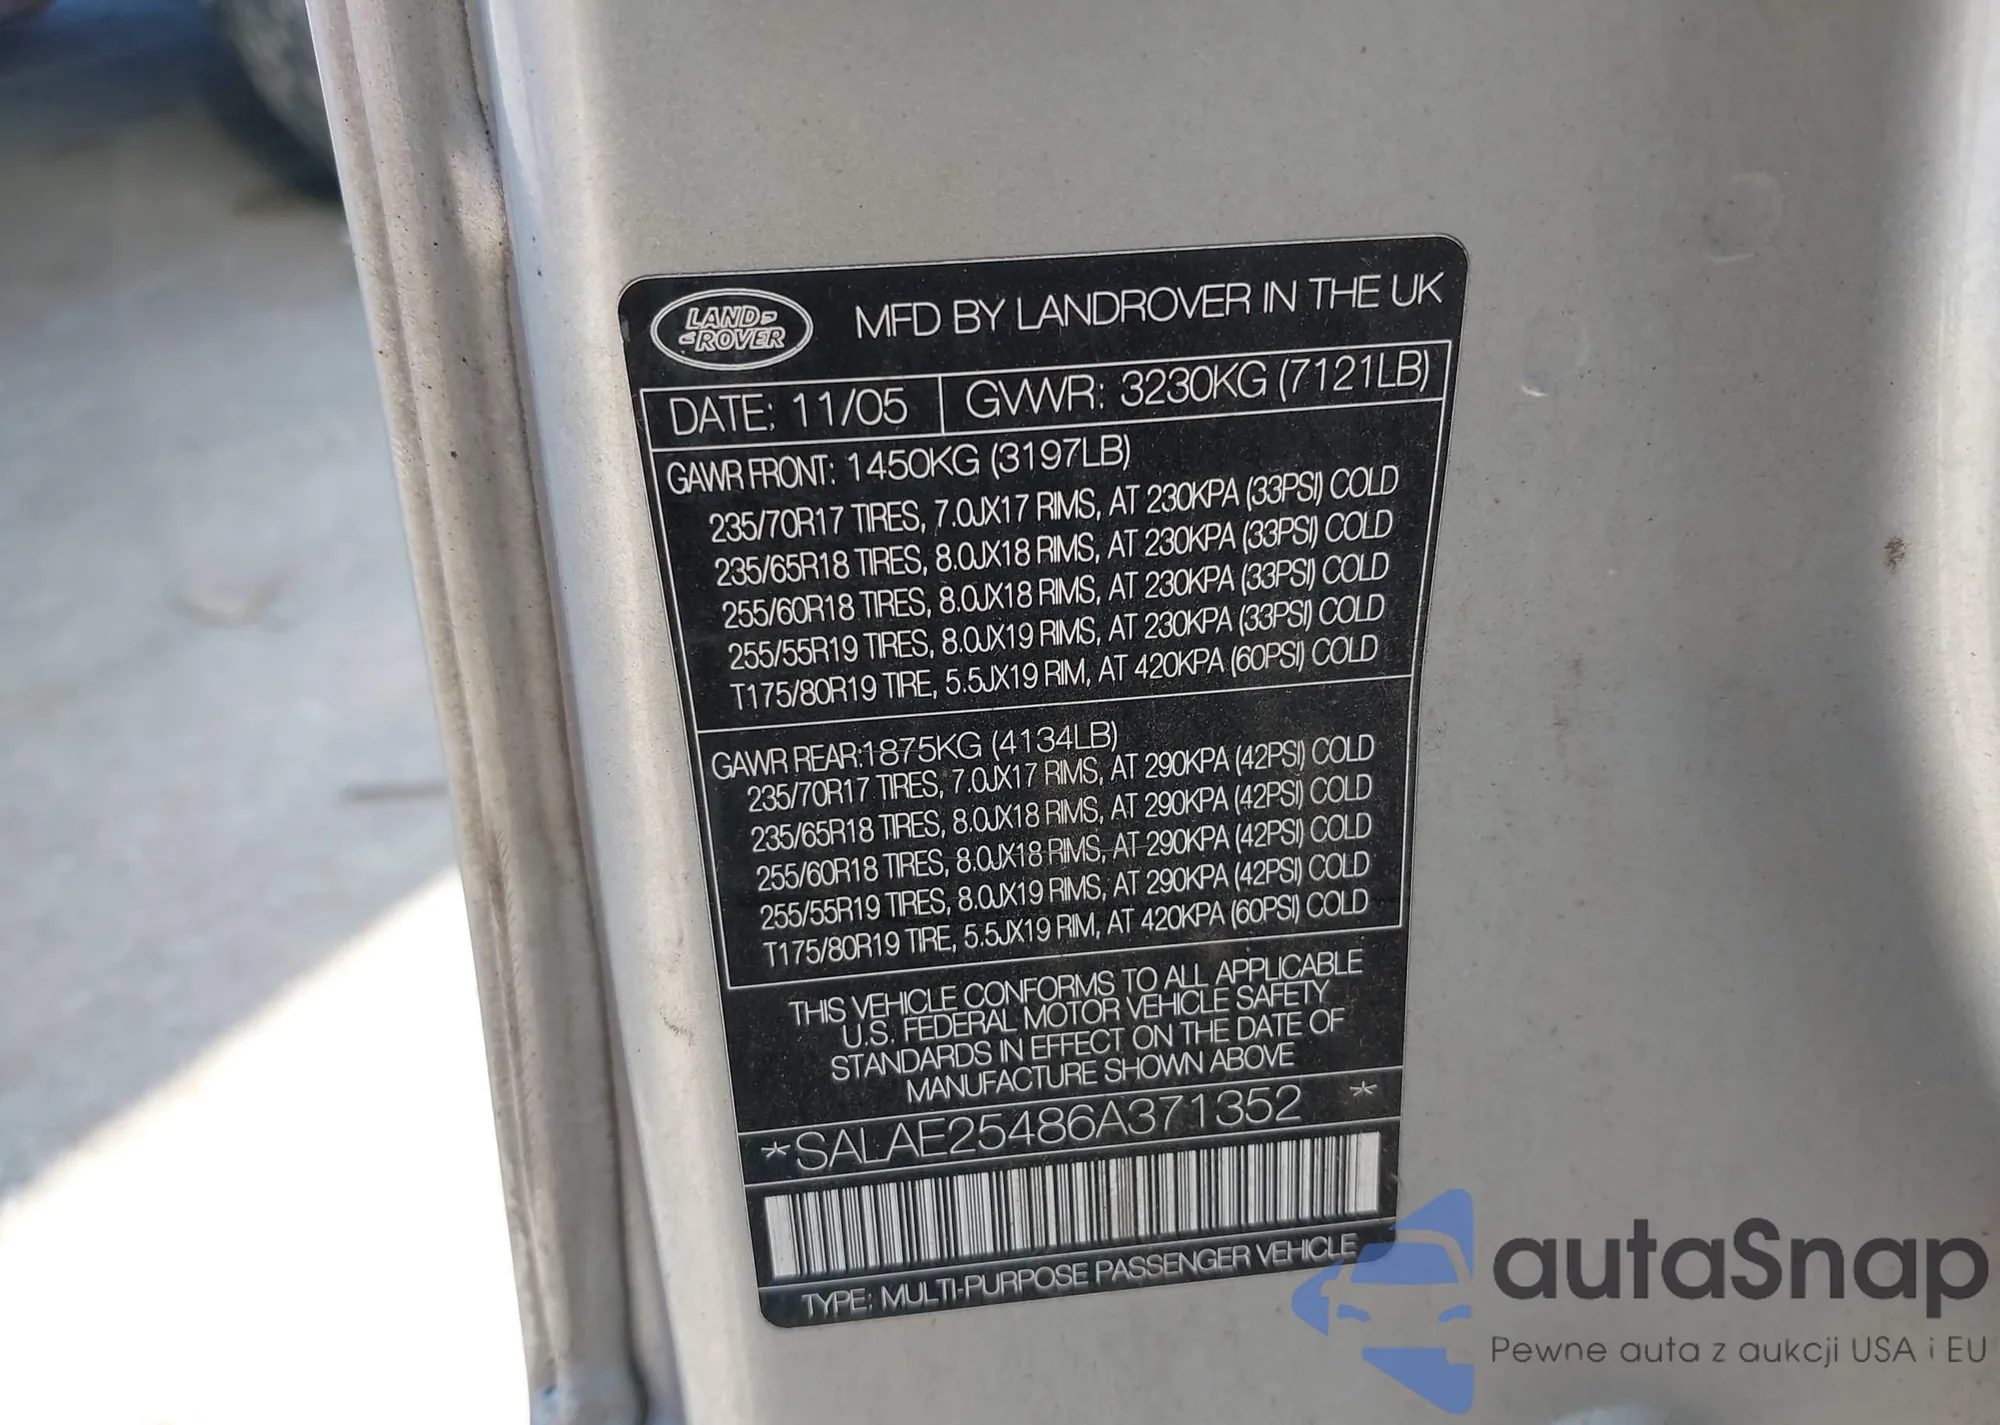 LAND-
-ROVER
MFD BY LANDROVER IN THE UK
DATE: 11/05 GVWR: 3230KG (7121LB)
GAWR FRONT: 1450KG (3197LB)
235/70R17 TIRES, 7.0JX17 RIMS, AT 230KPA (33PSI) COLD
235/65R18 TIRES, 8.0JX18 RIMS, AT 230KPA (33PSI) COLD
255/60R18 TIRES, 8.0JX18 RIMS, AT 230KPA (33PSI) COLD
255/55R19 TIRES, 8.0JX19 RIMS, AT 230KPA (33PSI) COLD
T175/80R19 TIRE, 5.5JX19 RIM, AT 420KPA (60PSI) COLD
GAWR REAR:1875KG (4134LB)
235/70R17 TIRES, 7.0JX17 RIMS, AT 290KPA (42PSI) COLD
235/65R18 TIRES, 8.0JX18 RIMS, AT 290KPA (42PSI) COLD
255/60R18 TIRES, 8.0JX18 RIMS, AT 290KPA (42PSI) COLD
255/55R19 TIRES, 8.0JX19 RIMS, AT 290KPA (42PSI) COLD
T175/80R19 TIRE, 5.5JX19 RIM, AT 420KPA (60PSI) COLD
THIS VEHICLE CONFORMS TO ALL APPLICABLE
U.S. FEDERAL MOTOR VEHICLE SAFETY
STANDARDS IN EFFECT ON THE DATE OF
MANUFACTURE SHOWN ABOVE
*SALAE25486A371352 *
TYPE: MULTI-PURPOSE PASSENGER VEHICLE
autaSnap
Pewne auta z aukcji USA i EU